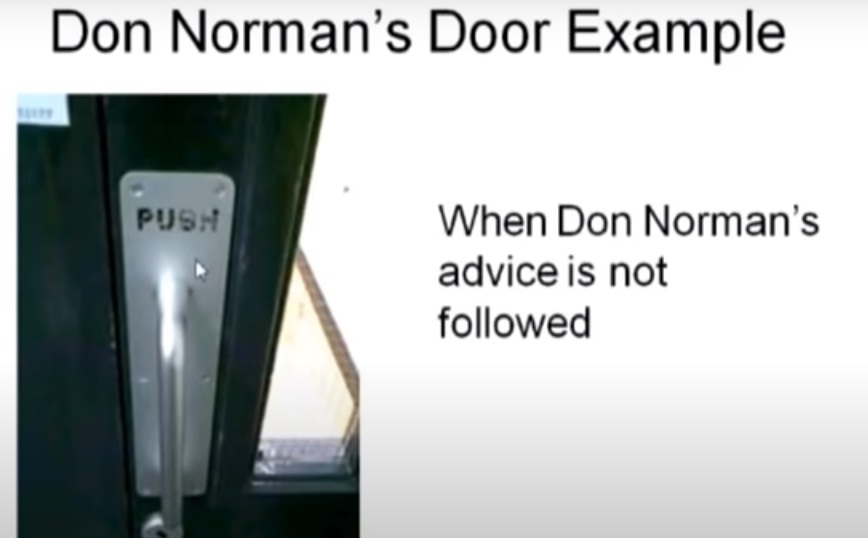 Don Norman's Door Example
PUSH
When Don Norman's
advice is not
followed